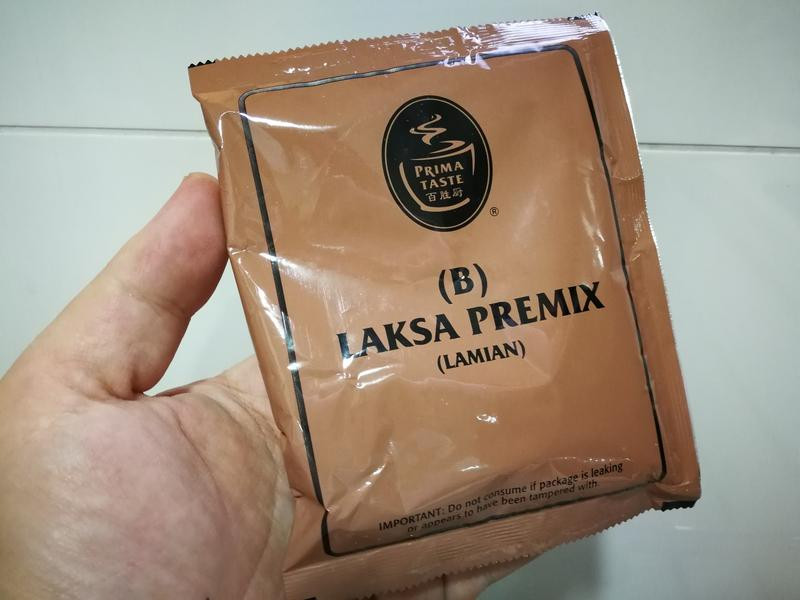 PRIMA
TASTE
百胜厨
®
(B)
LAKSA PREMIX
(LAMIAN)
IMPORTANT: Do not consume if package is leaking
or appears to have been tampered with.